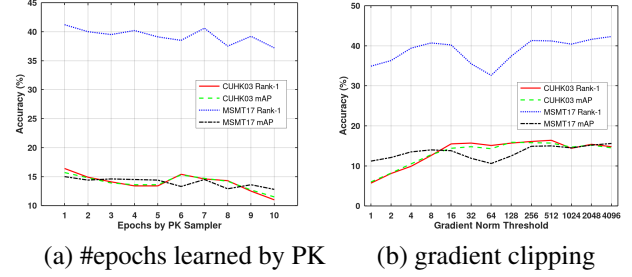 45
40
35
30
25
20
15
10
Accuracy (%)
CUHK03 Rank-1
CUHK03 mAP
MSMT17 Rank-1
MSMT17 mAP
1 2 3 4 5 6 7 8 9 10
Epochs by PK Sampler
(a) #epochs learned by PK
50
40
30
20
10
0
Accuracy (%)
CUHK03 Rank-1
CUHK03 mAP
MSMT17 Rank-1
MSMT17 mAP
1 2 4 8 16 32 64 128 256 512 1024 2048 4096
Gradient Norm Threshold
(b) gradient clipping